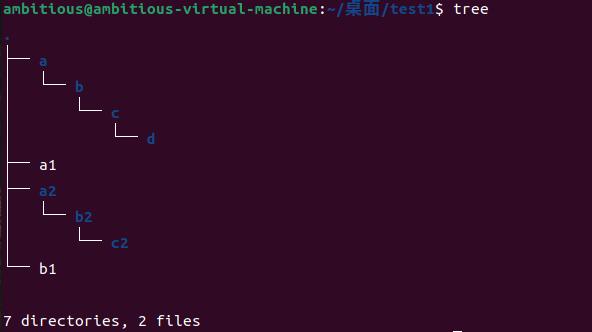 ambitious@ambitious-virtual-machine:~/桌面/test1$ tree
.
├── a
│   └── b
│       └── c
│           └── d
├── a1
├── a2
│   └── b2
│       └── c2
└── b1
7 directories, 2 files